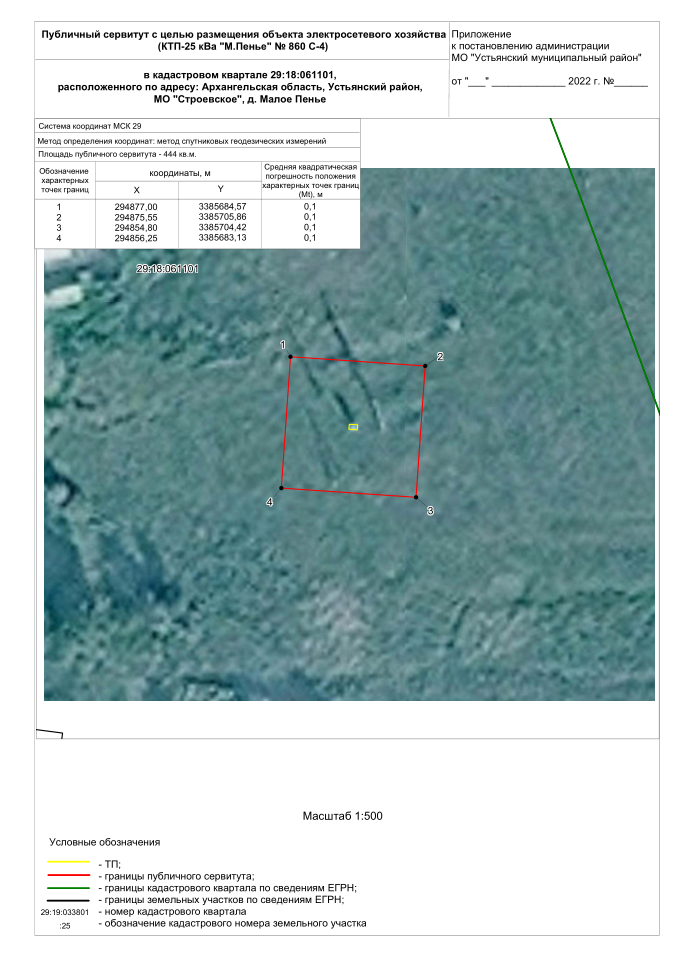 Публичный сервитут с целью размещения объекта электросетевого хозяйства
(КТП-25 кВа "М.Пенье" № 860 С-4)
в кадастровом квартале 29:18:061101,
расположенного по адресу: Архангельская область, Устьянский район,
МО "Строевское", д. Малое Пенье
Приложение
к постановлению администрации
МО "Устьянский муниципальный район"
от "___" _____________ 2022 г. №______
Система координат МСК 29
Метод определения координат: метод спутниковых геодезических измерений
Площадь публичного сервитута - 444 кв.м.
Обозначение характерных точек границ
координаты, м
X Y
Средняя квадратическая погрешность положения характерных точек границ (Mt), м
1 294877,00 3385684,57 0,1
2 294875,55 3385705,86 0,1
3 294854,80 3385704,42 0,1
4 294856,25 3385683,13 0,1
29:18:061101
1
2
4
3
Масштаб 1:500
Условные обозначения
- ТП;
- границы публичного сервитута;
- границы кадастрового квартала по сведениям ЕГРН;
- границы земельных участков по сведениям ЕГРН;
29:19:033801 - номер кадастрового квартала
:25 - обозначение кадастрового номера земельного участка